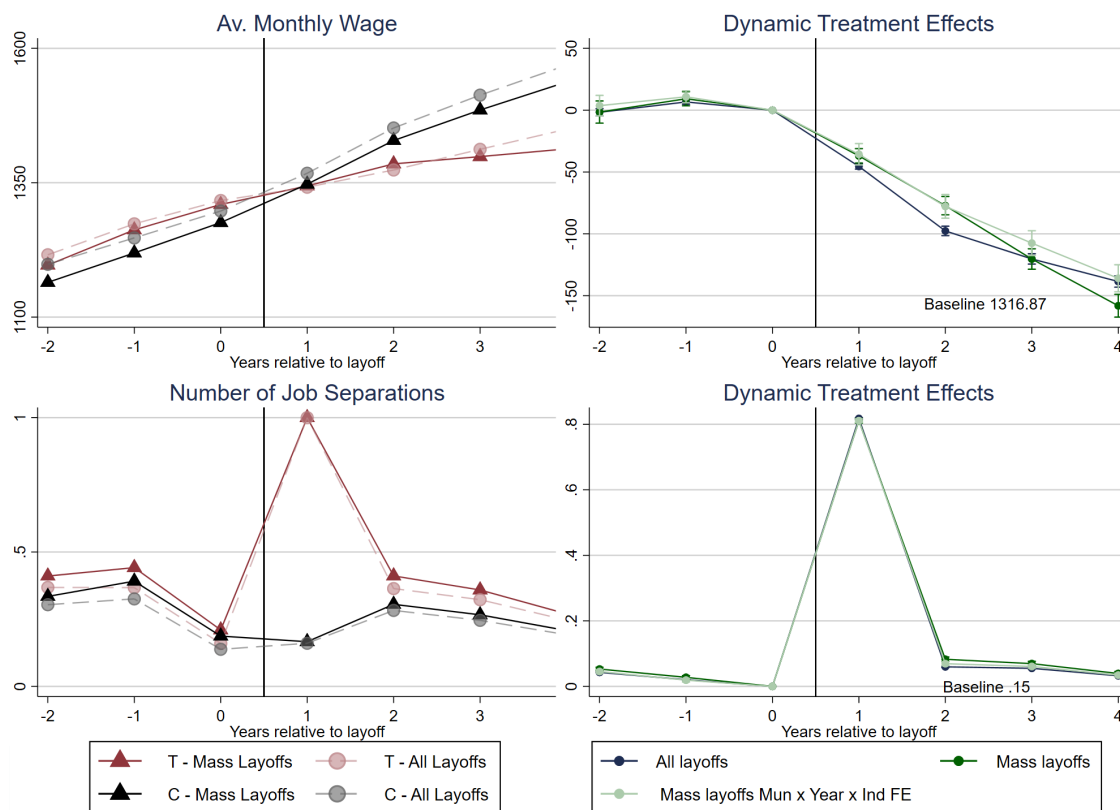 Av. Monthly Wage
1600
1350
1100
-2 -1 0 1 2 3
Years relative to layoff
Dynamic Treatment Effects
50
0
-50
-100
-150
Baseline 1316.87
-2 -1 0 1 2 3 4
Years relative to layoff
Number of Job Separations
1
.5
0
-2 -1 0 1 2 3
Years relative to layoff
Dynamic Treatment Effects
.8
.6
.4
.2
0
Baseline .15
-2 -1 0 1 2 3 4
Years relative to layoff
T - Mass Layoffs T - All Layoffs
C - Mass Layoffs C - All Layoffs
All layoffs Mass layoffs
Mass layoffs Mun x Year x Ind FE